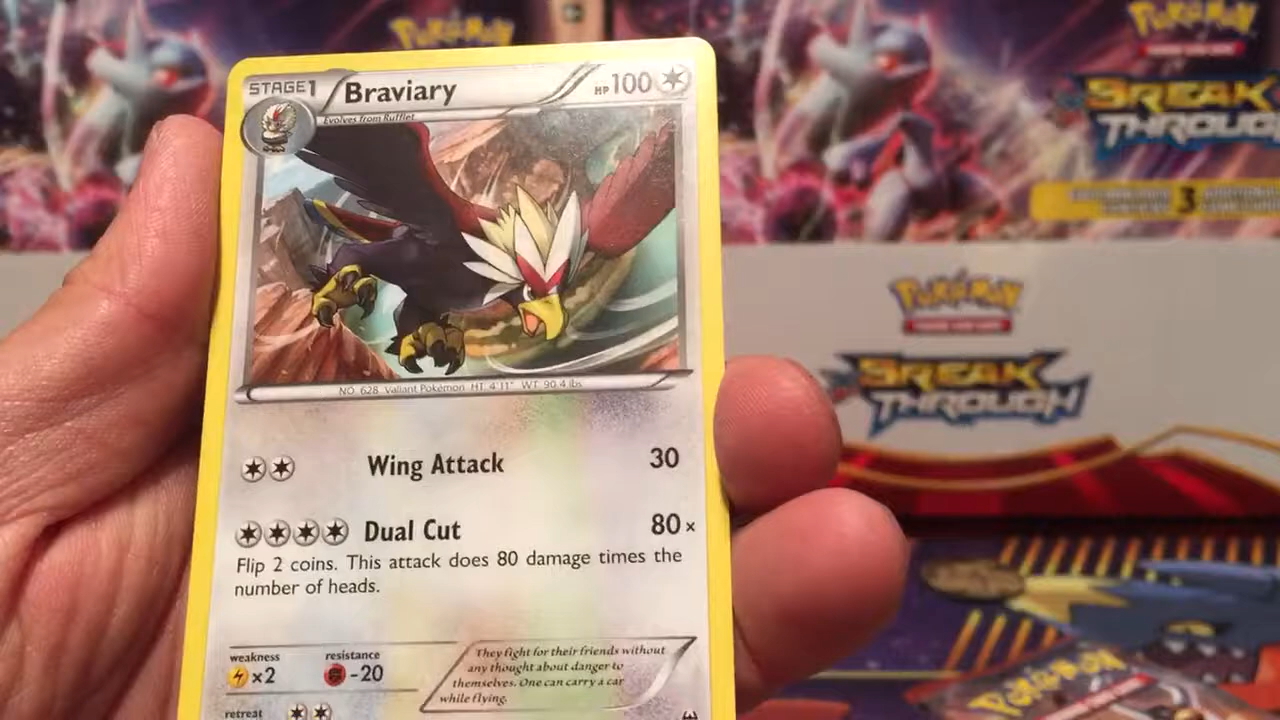 POKÉMON
POKÉMON
BREAK
THROUGH
3
STAGE1
Braviary
HP100
Evolves from Rufflet
NO. 628 Valiant Pokémon HT: 4'11" WT: 90.4 lbs
Wing Attack
30
Dual Cut
80×
Flip 2 coins. This attack does 80 damage times the
number of heads.
weakness
×2
resistance
-20
They fight for their friends without
any thought about danger to
themselves. One can carry a car
while flying.
retreat
POKÉMON
BREAK
THROUGH
POKÉMON